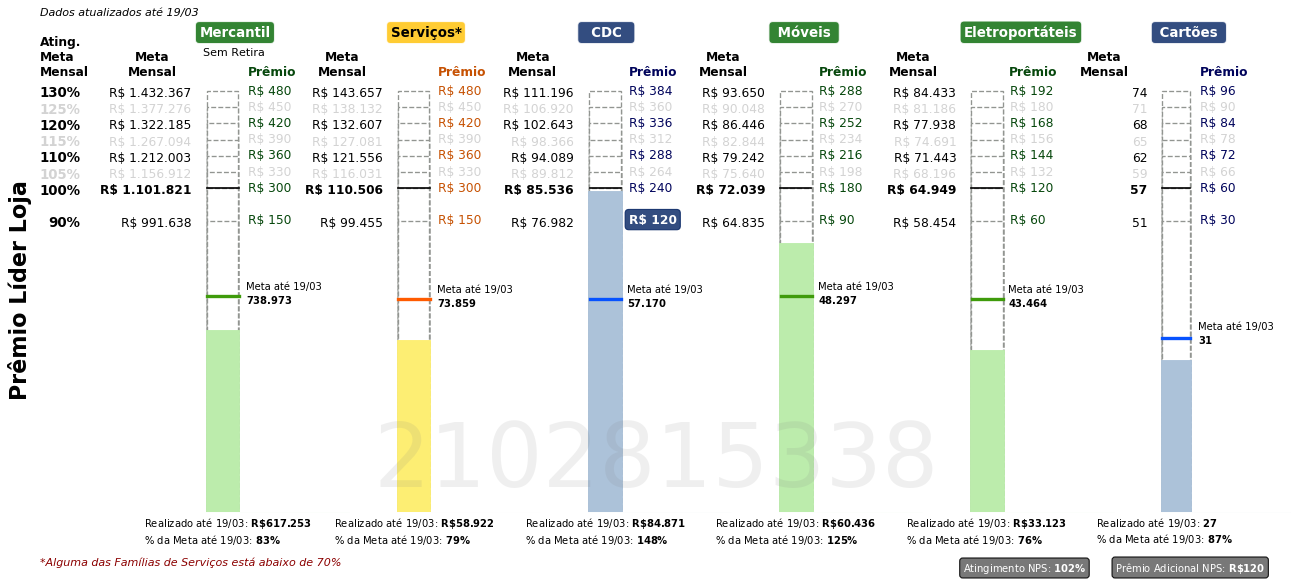 Dados atualizados até 19/03
Mercantil Serviços* CDC Móveis Eletroportáteis Cartões
Sem Retira
Ating. Meta Mensal Meta Mensal Prêmio Meta Mensal Prêmio Meta Mensal Prêmio Meta Mensal Prêmio Meta Mensal Prêmio Meta Mensal Prêmio
130% R$ 1.432.367 R$ 480 R$ 143.657 R$ 480 R$ 111.196 R$ 384 R$ 93.650 R$ 288 R$ 84.433 R$ 192 74 R$ 96
125% R$ 1.377.276 R$ 450 R$ 138.132 R$ 450 R$ 106.920 R$ 360 R$ 90.048 R$ 270 R$ 81.186 R$ 180 71 R$ 90
120% R$ 1.322.185 R$ 420 R$ 132.607 R$ 420 R$ 102.643 R$ 336 R$ 86.446 R$ 252 R$ 77.938 R$ 168 68 R$ 84
115% R$ 1.267.094 R$ 390 R$ 127.081 R$ 390 R$ 98.366 R$ 312 R$ 82.844 R$ 234 R$ 74.691 R$ 156 65 R$ 78
110% R$ 1.212.003 R$ 360 R$ 121.556 R$ 360 R$ 94.089 R$ 288 R$ 79.242 R$ 216 R$ 71.443 R$ 144 62 R$ 72
105% R$ 1.156.912 R$ 330 R$ 116.031 R$ 330 R$ 89.812 R$ 264 R$ 75.640 R$ 198 R$ 68.196 R$ 132 59 R$ 66
100% R$ 1.101.821 R$ 300 R$ 110.506 R$ 300 R$ 85.536 R$ 240 R$ 72.039 R$ 180 R$ 64.949 R$ 120 57 R$ 60
90% R$ 991.638 R$ 150 R$ 99.455 R$ 150 R$ 76.982 R$ 120 R$ 64.835 R$ 90 R$ 58.454 R$ 60 51 R$ 30
Prêmio Líder Loja
Meta até 19/03 Meta até 19/03 Meta até 19/03 Meta até 19/03 Meta até 19/03 Meta até 19/03
738.973 73.859 57.170 48.297 43.464 31
2102815338
Realizado até 19/03: R$617.253 Realizado até 19/03: R$58.922 Realizado até 19/03: R$84.871 Realizado até 19/03: R$60.436 Realizado até 19/03: R$33.123 Realizado até 19/03: 27
% da Meta até 19/03: 83% % da Meta até 19/03: 79% % da Meta até 19/03: 148% % da Meta até 19/03: 125% % da Meta até 19/03: 76% % da Meta até 19/03: 87%
*Alguma das Famílias de Serviços está abaixo de 70%
Atingimento NPS: 102% Prêmio Adicional NPS: R$120